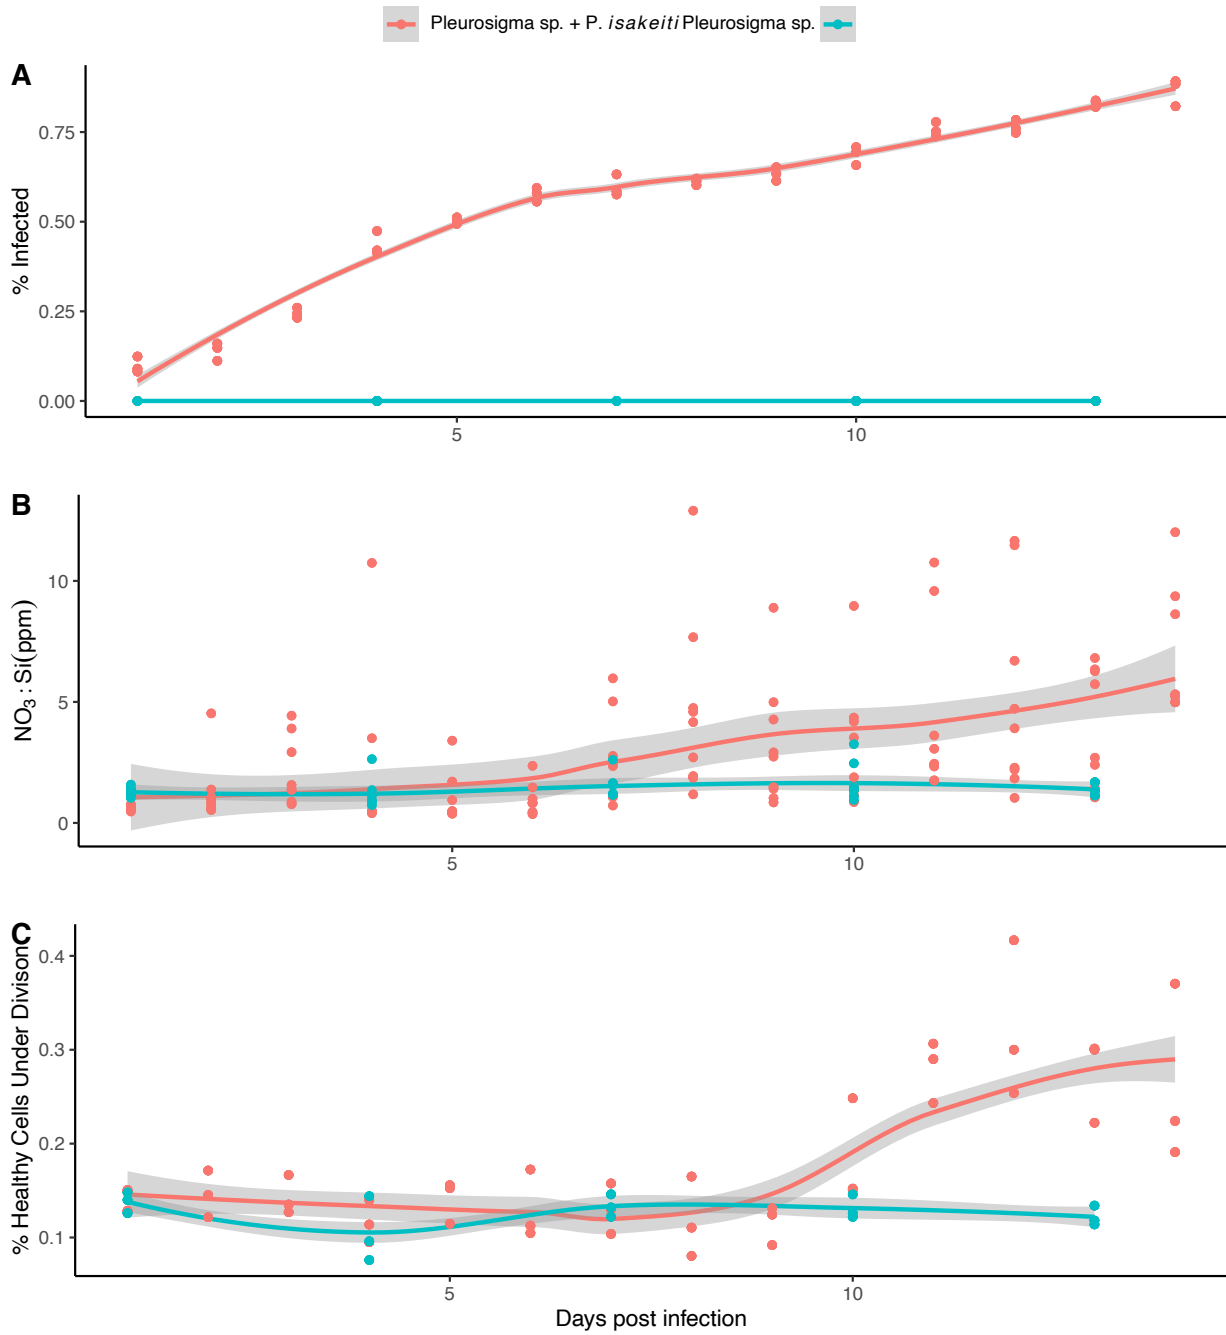 Pleurosigma sp. + P. isakeiti Pleurosigma sp.
A
% Infected
0.75
0.50
0.25
0.00
5 10
B
NO3 : Si(ppm)
10
5
0
5 10
C
% Healthy Cells Under Divison
0.4
0.3
0.2
0.1
5 10
Days post infection